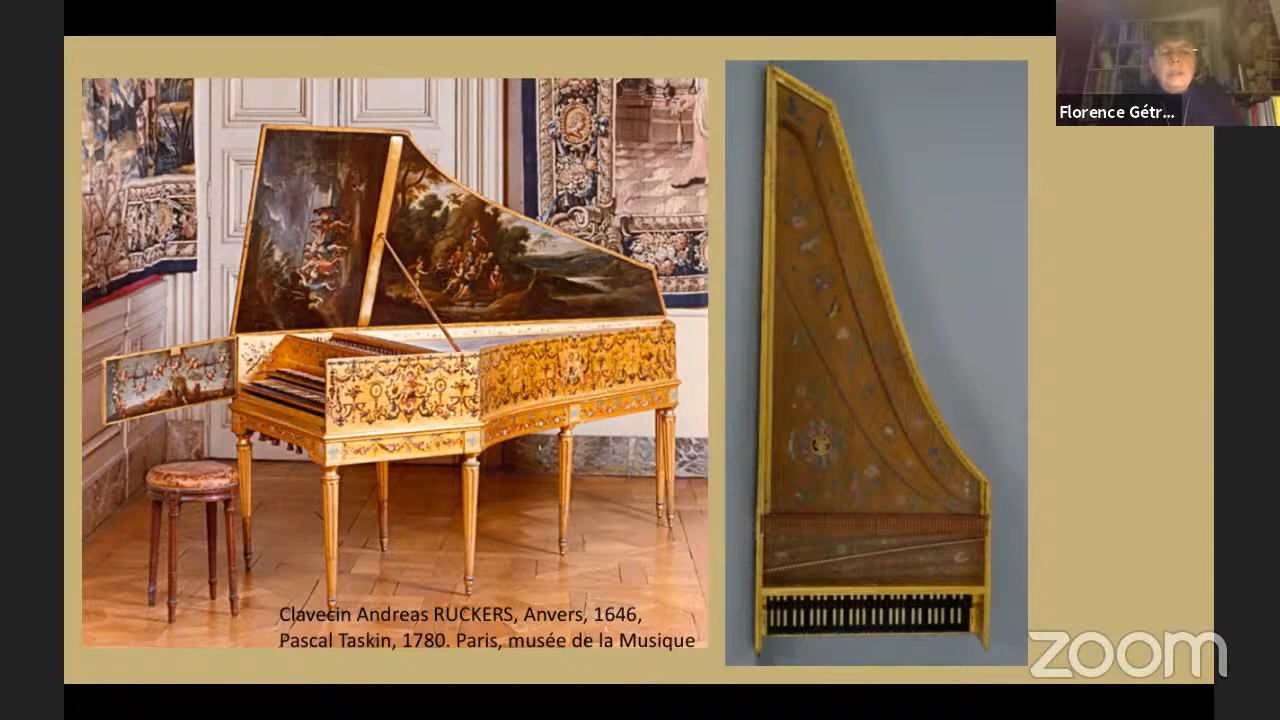 Florence Gétr...
Clavecin Andreas RUCKERS, Anvers, 1646,
Pascal Taskin, 1780. Paris, musée de la Musique
zoom